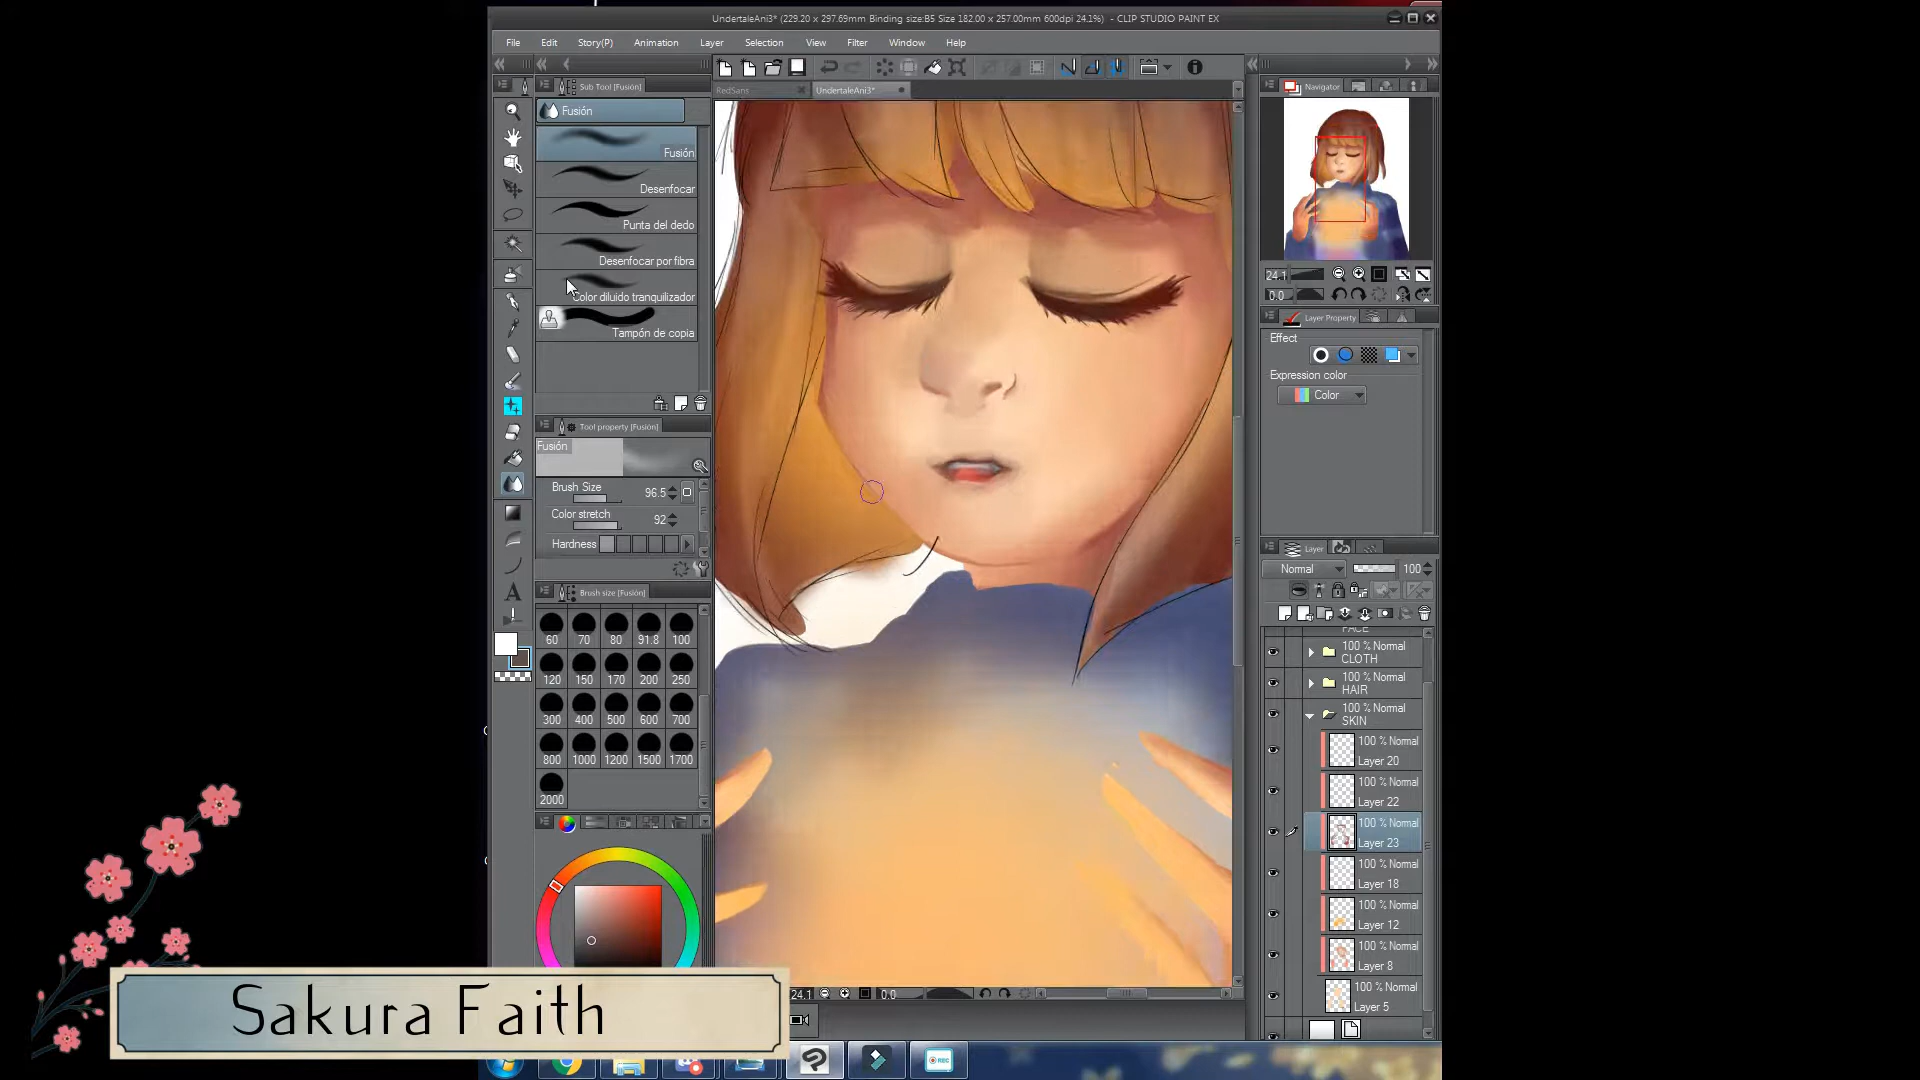 UndertaleAni3* (229.20 x 297.69mm Binding size:B5 Size 182.00 x 257.00mm 600dpi 24.1%) - CLIP STUDIO PAINT EX
File Edit Story(P) Animation Layer Selection View Filter Window Help
Sub Tool [Fusión]
RedSans UndertaleAni3*
Navigator
Fusión
Fusión
Desenfocar
Punta del dedo
Desenfocar por fibra
Color diluido tranquilizador
Tampón de copia
24.1
0.0
Layer Property
Effect
Expression color
Color
Tool property [Fusión]
Fusión
Brush Size 96.5
Color stretch 92
Hardness
Brush size [Fusión]
60 70 80 91.8 100
120 150 170 200 250
300 400 500 600 700
800 1000 1200 1500 1700
2000
Layer
Normal 100
FACE
100 % Normal
CLOTH
100 % Normal
HAIR
100 % Normal
SKIN
100 % Normal
Layer 20
100 % Normal
Layer 22
100 % Normal
Layer 23
100 % Normal
Layer 18
100 % Normal
Layer 12
100 % Normal
Layer 8
100 % Normal
Layer 5
24.1 0.0
REC
Sakura Faith